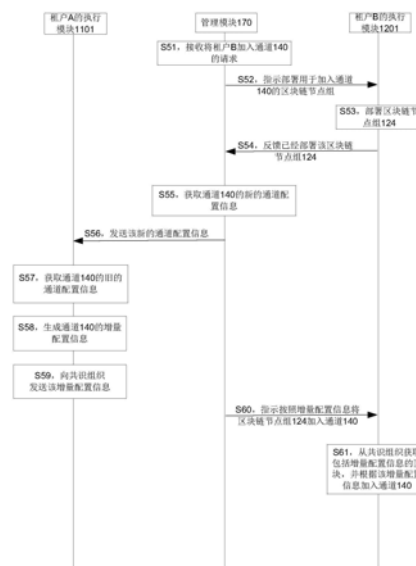 租户A的执行
模块1101
管理模块170
租户B的执行
模块1201
S51，接收将租户B加入通道140
的请求
S52，指示部署用于加入通道
140的区块链节点组
S53，部署区块链节
点组124
S54，反馈已经部署该区块链
节点组124
S55，获取通道140的新的通道配
置信息
S56，发送该新的通道配置信息
S57，获取通道140的旧的
通道配置信息
S58，生成通道140的增量
配置信息
S59，向共识组织
发送该增量配置信息
S60，指示按照增量配置信息将
区块链节点组124加入通道140
S61，从共识组织获取
包括增量配置信息的区
块，并根据该增量配置
信息加入通道140